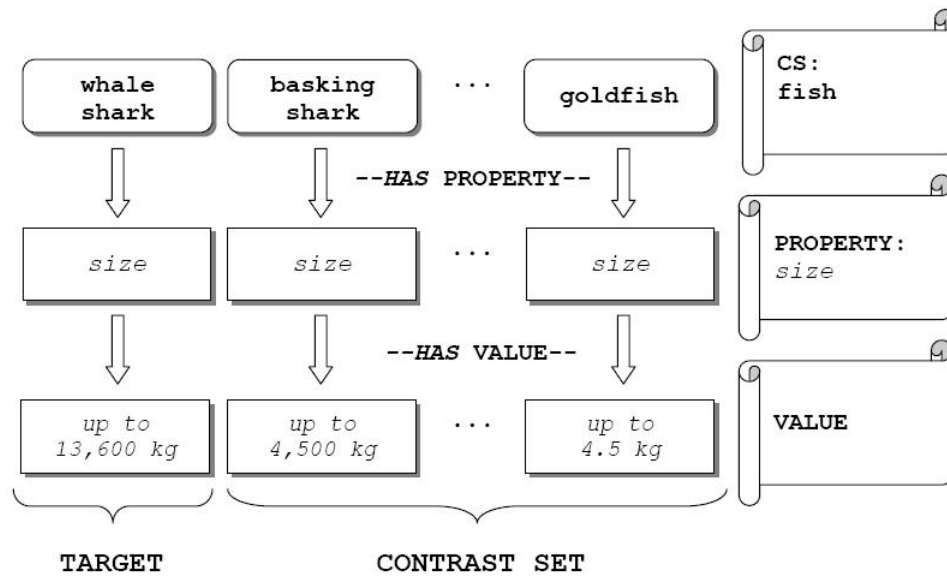 whale
shark
basking
shark
...
goldfish
CS:
fish
--HAS PROPERTY--
size
size
...
size
PROPERTY:
size
--HAS VALUE--
up to
13,600 kg
up to
4,500 kg
...
up to
4.5 kg
VALUE
TARGET
CONTRAST SET